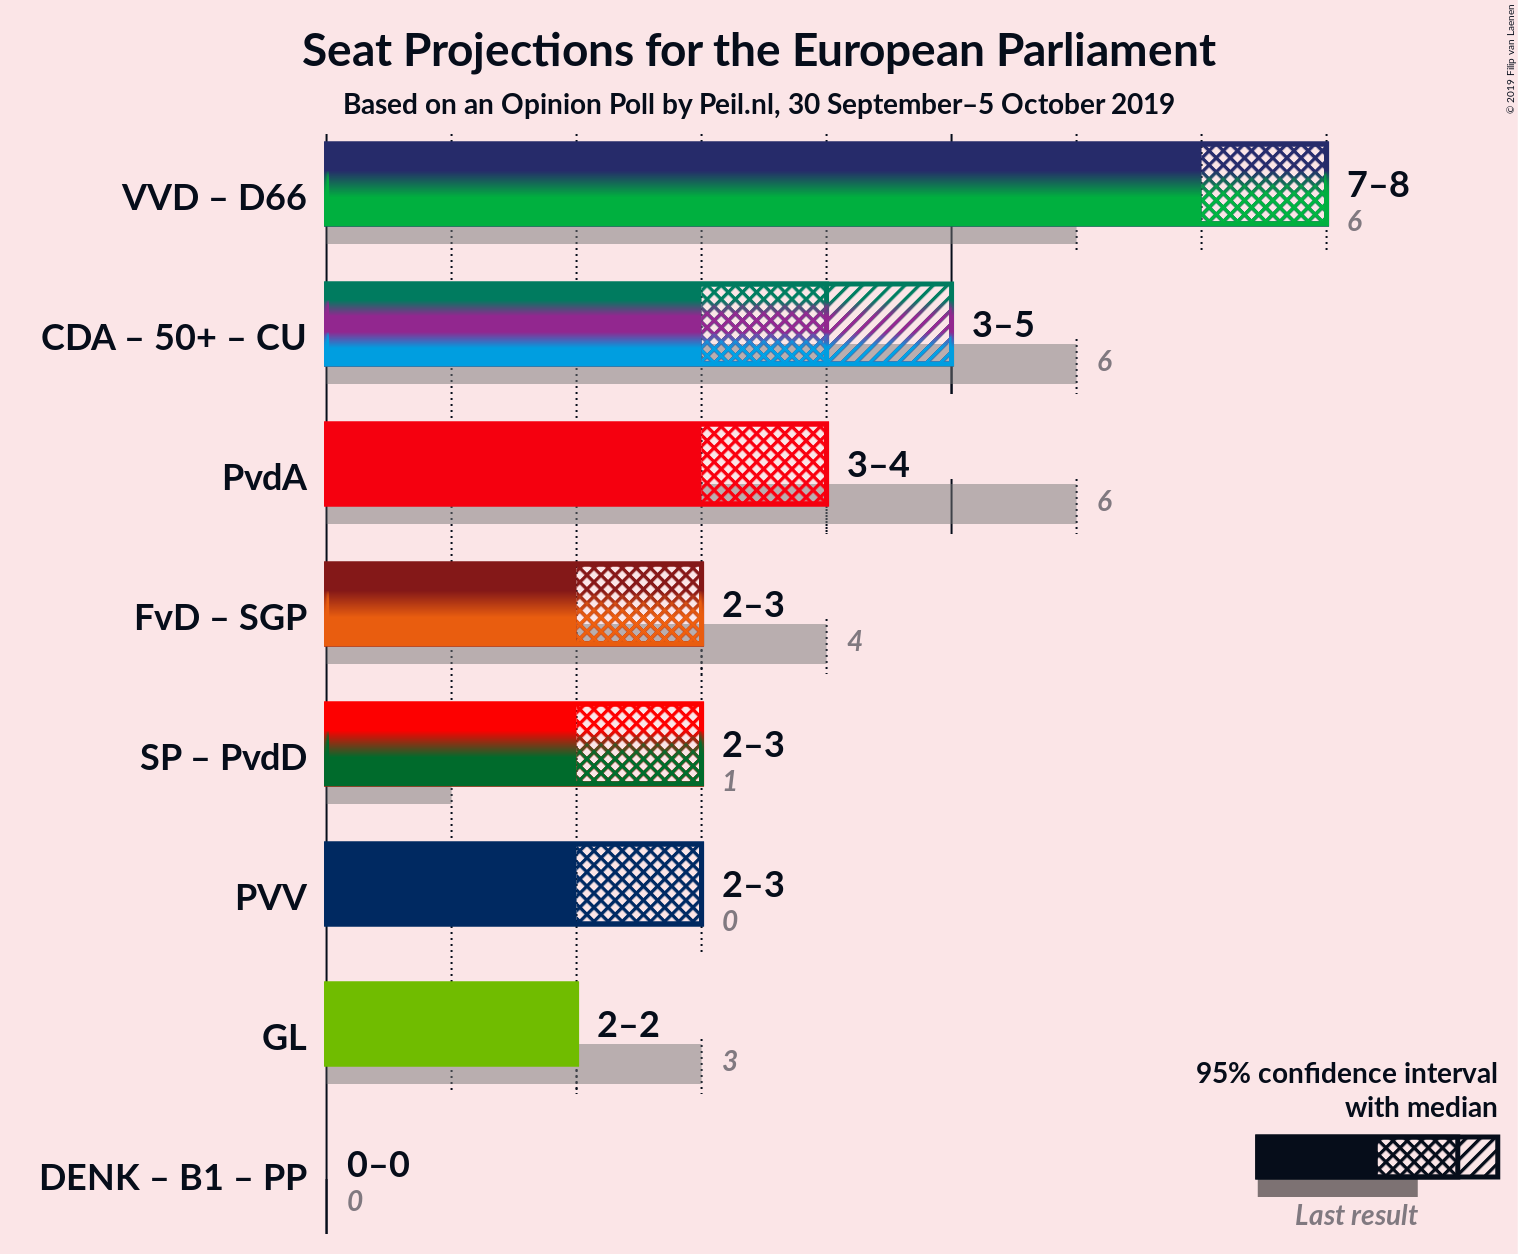 Seat Projections for the European Parliament
Based on an Opinion Poll by Peil.nl, 30 September–5 October 2019
© 2019 Filip van Laenen
VVD – D66
7–8
6
CDA – 50+ – CU
3–5
6
PvdA
3–4
6
FvD – SGP
2–3
4
SP – PvdD
2–3
1
PVV
2–3
0
GL
2–2
3
DENK – B1 – PP
0–0
0
95% confidence interval
with median
Last result